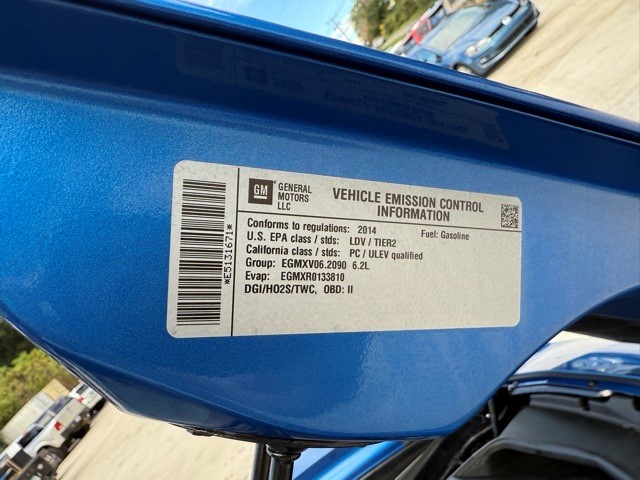 GM
GENERAL MOTORS LLC
VEHICLE EMISSION CONTROL INFORMATION
Conforms to regulations: 2014 Fuel: Gasoline
U.S. EPA class / stds: LDV / TIER2
California class / stds: PC / ULEV qualified
Group: EGMXV06.2090 6.2L
Evap: EGMXR0133810
DGI/HO2S/TWC, OBD: II
*E5131671*